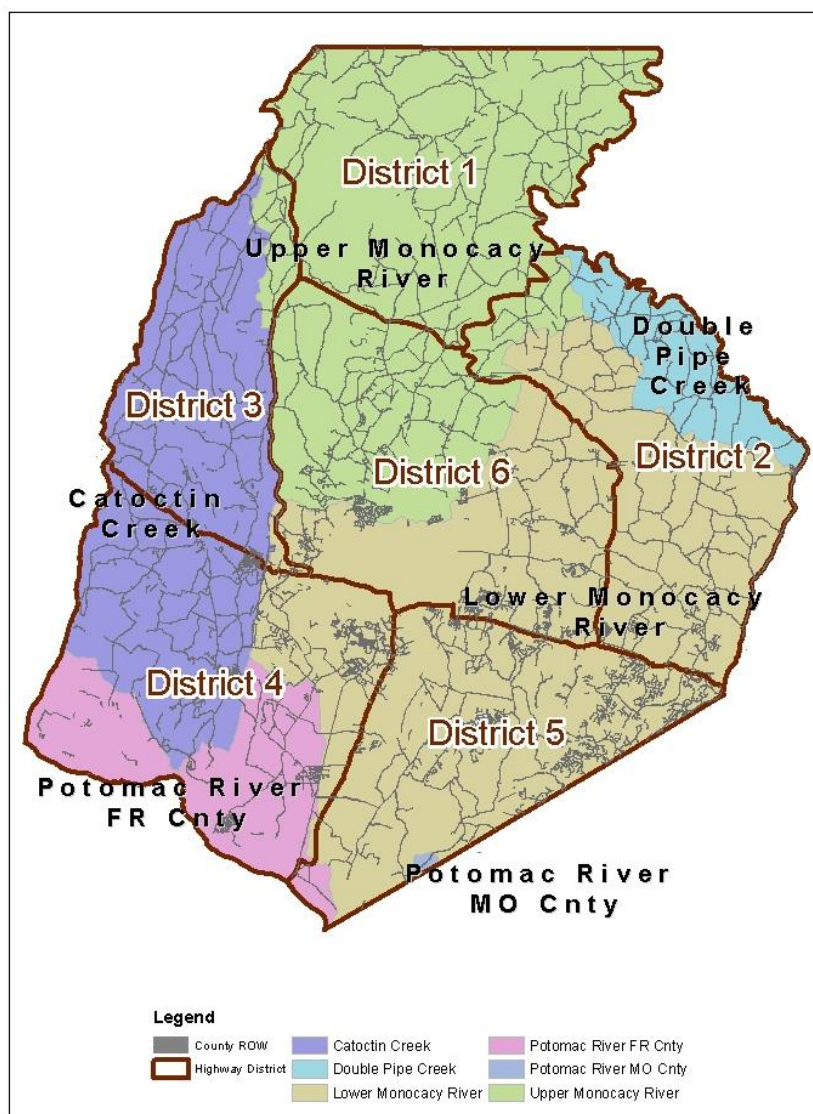 District 1
Upper Monocacy
River
Double
Pipe
Creek
District 3
District 2
District 6
Catoctin
Creek
Lower Monocacy
River
District 4
District 5
Potomac River
FR Cnty
Potomac River
MO Cnty
Legend
County ROW
Highway District
Catoctin Creek
Double Pipe Creek
Lower Monocacy River
Potomac River FR Cnty
Potomac River MO Cnty
Upper Monocacy River